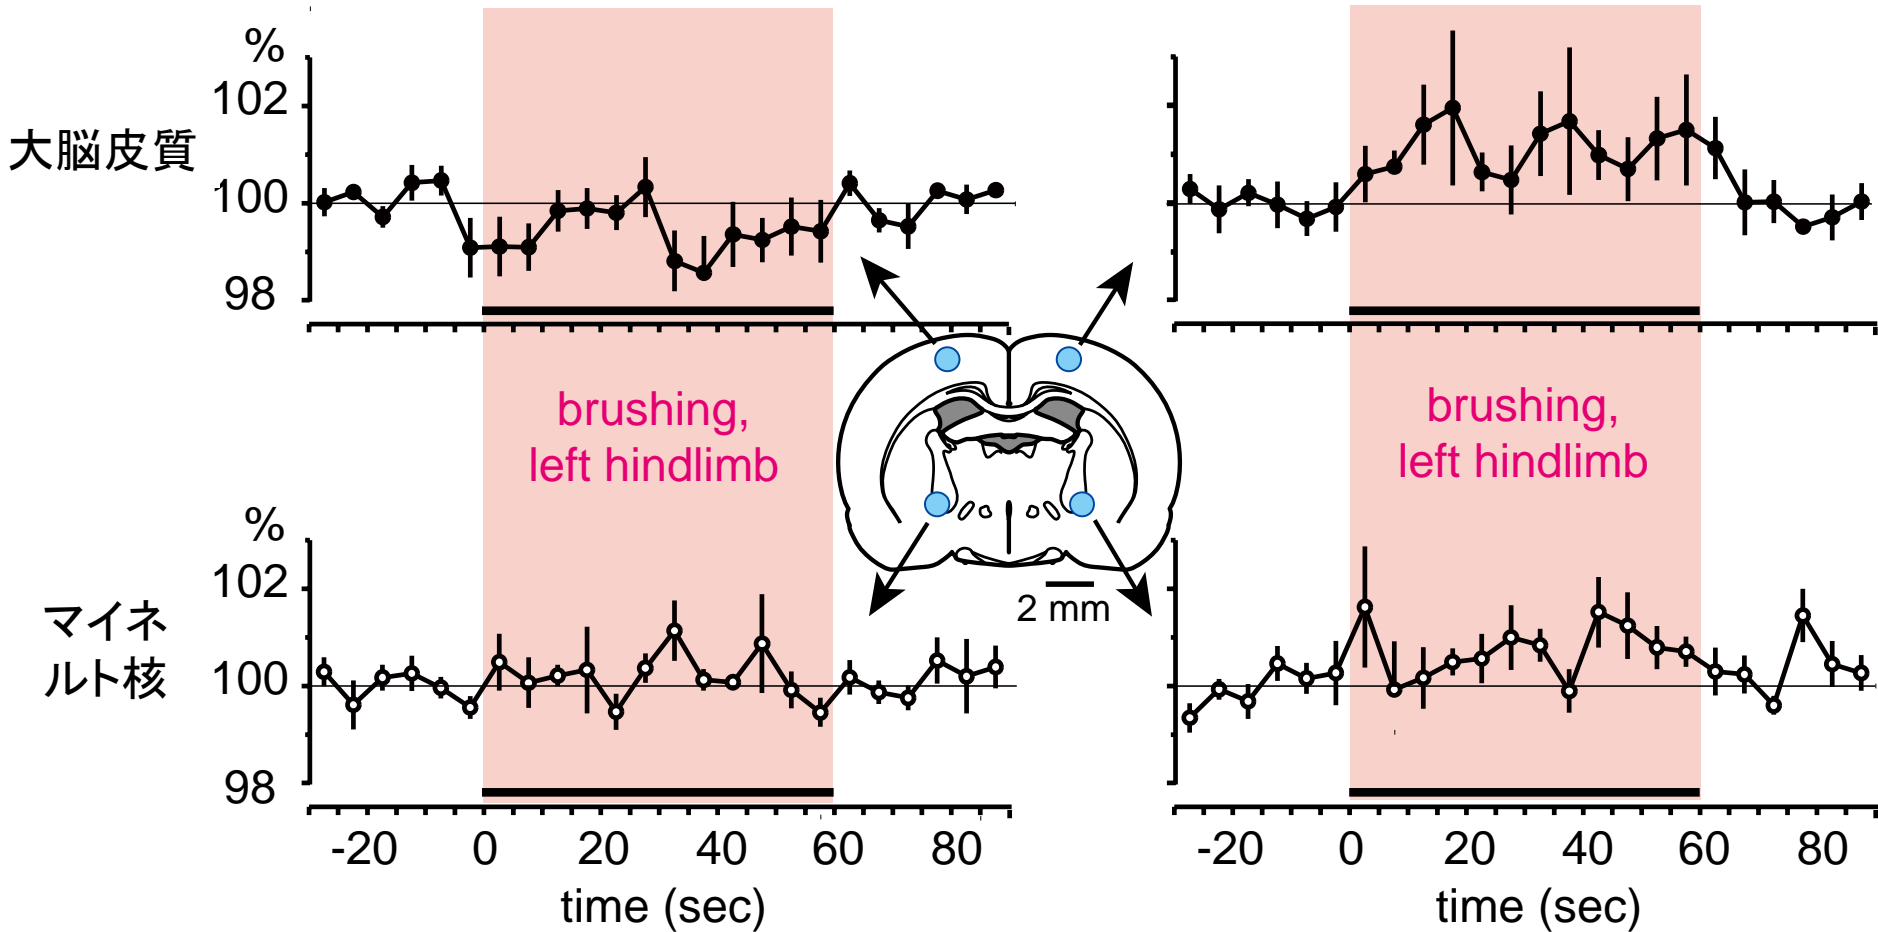 %
102
大脳皮質
100
98
brushing,
left hindlimb
brushing,
left hindlimb
%
102
2 mm
マイネ
ルト核
100
98
-20 0 20 40 60 80
time (sec)
-20 0 20 40 60 80
time (sec)